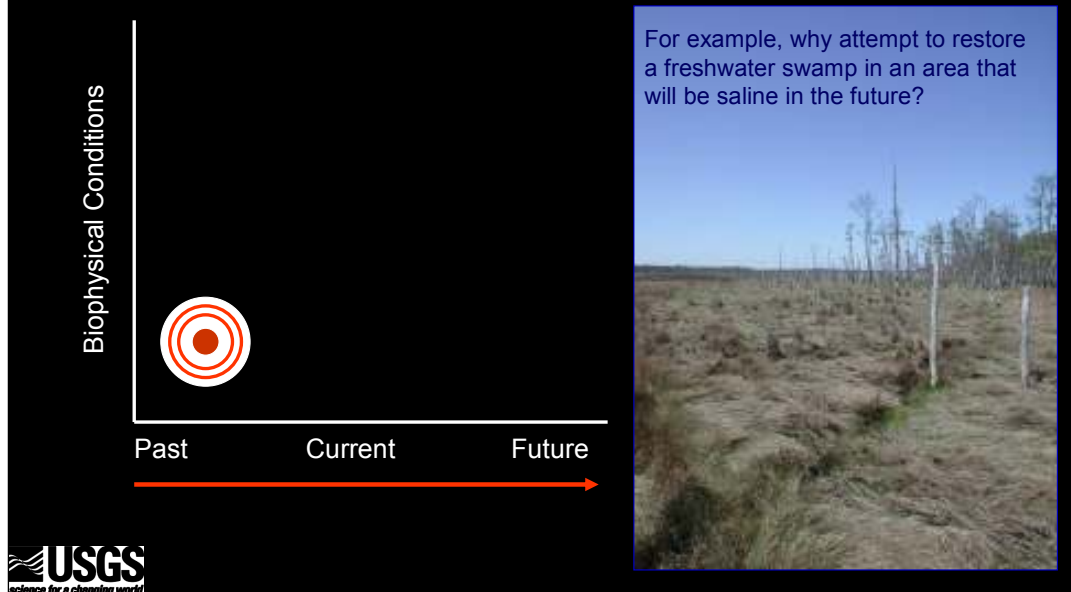 For example, why attempt to restore
a freshwater swamp in an area that
will be saline in the future?
Biophysical Conditions
Past Current Future
USGS
science for a changing world